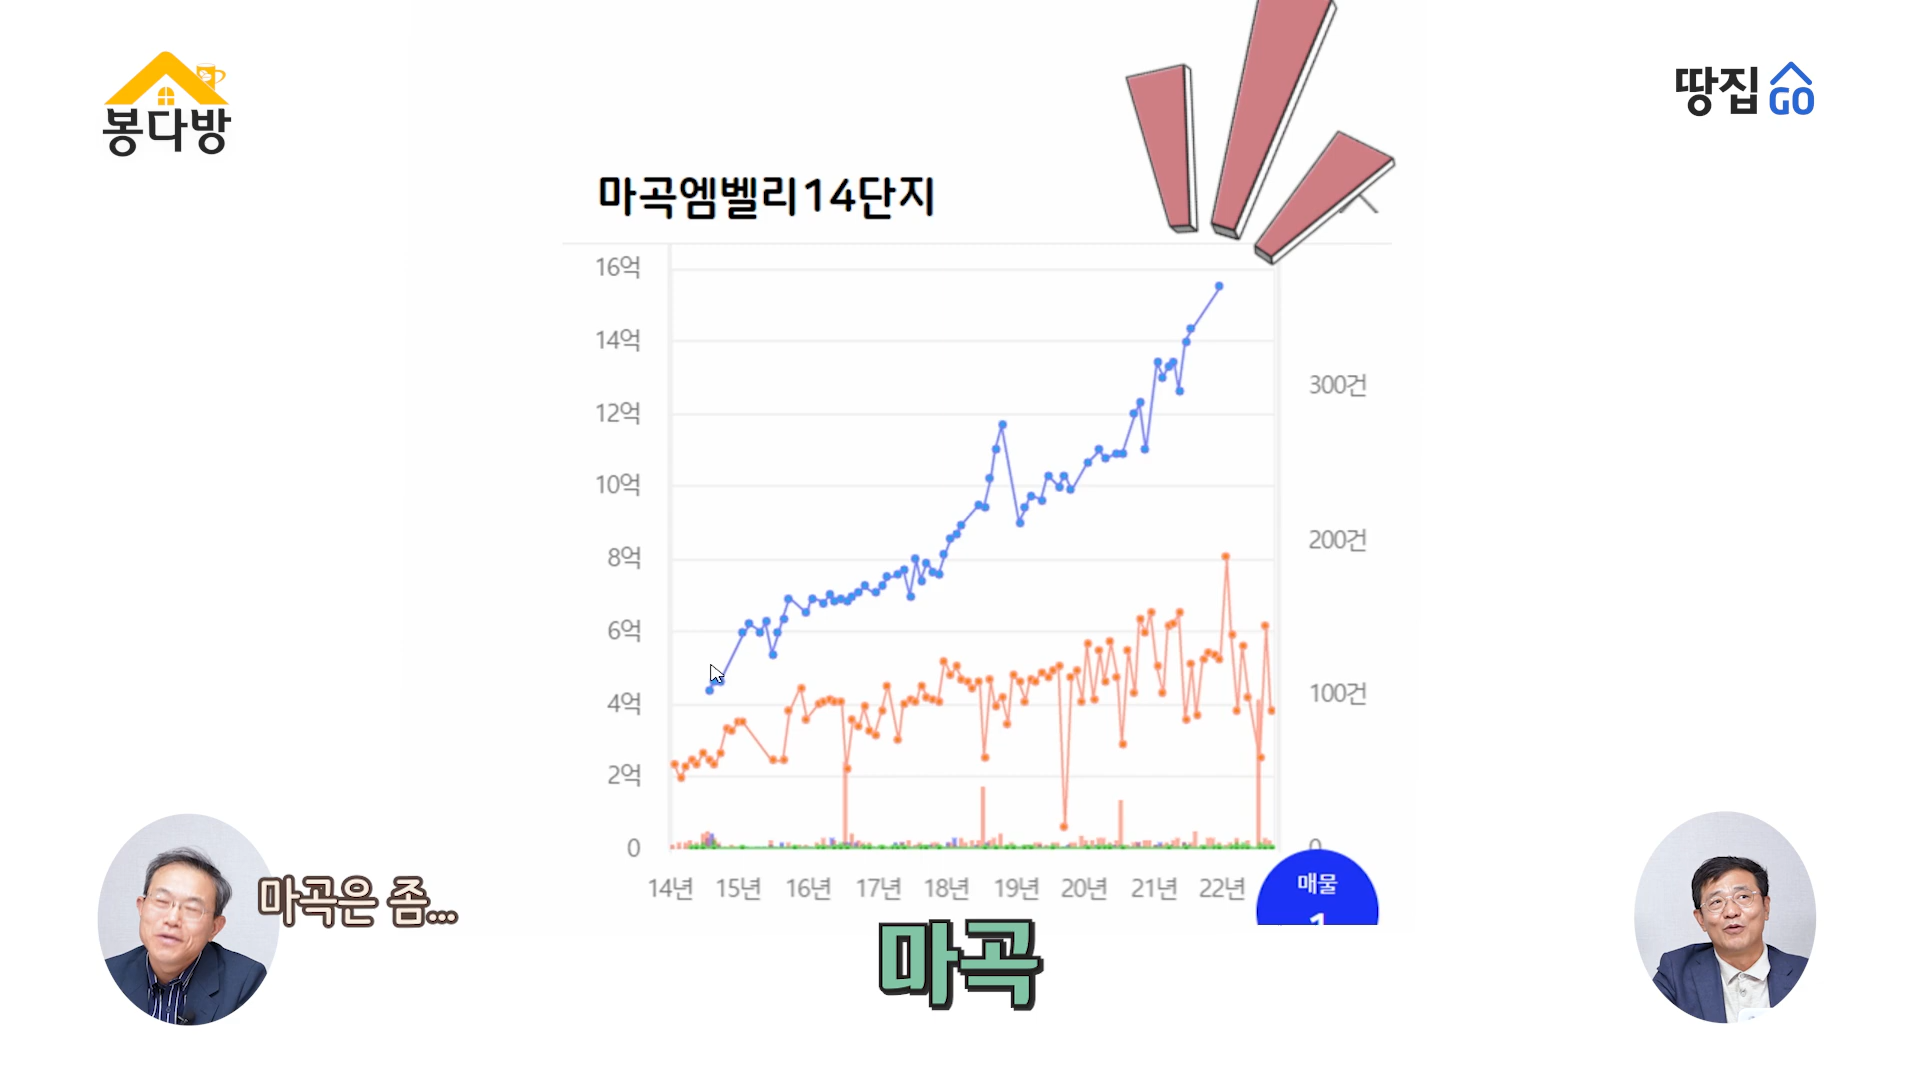 봉다방
땅집GO
마곡엠벨리14단지
16억
14억
12억
10억
8억
6억
4억
2억
0
300건
200건
100건
0
14년 15년 16년 17년 18년 19년 20년 21년 22년
매물
1
마곡은 좀...
마곡